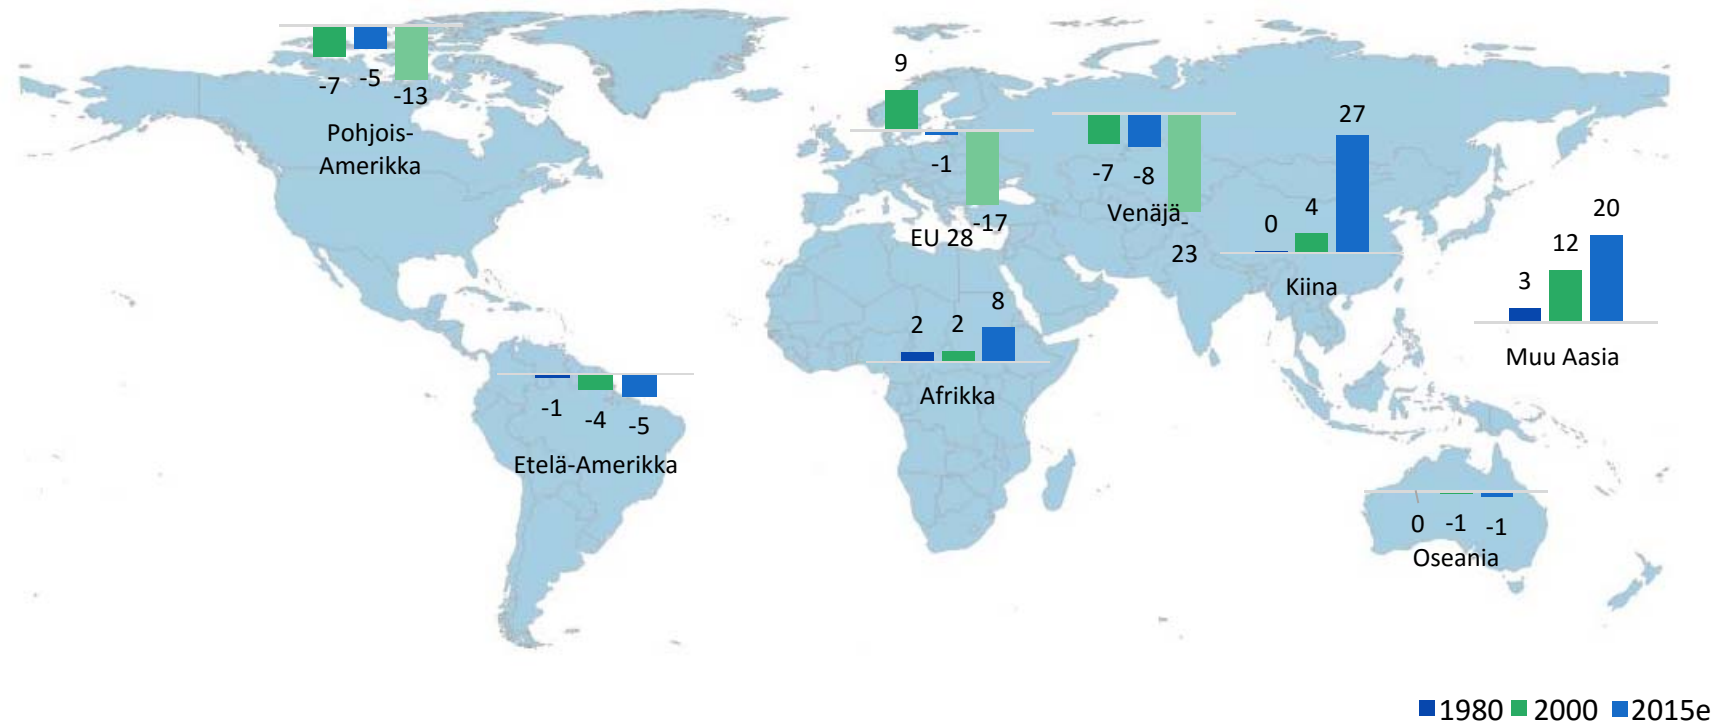 -7 -5 -13
Pohjois-
Amerikka
9
-1
-17
EU 28
-7 -8
Venäjä -
23
0 4 27
Kiina
3 12 20
Muu Aasia
2 2 8
Afrikka
-1 -4 -5
Etelä-Amerikka
0 -1 -1
Oseania
1980 2000 2015e